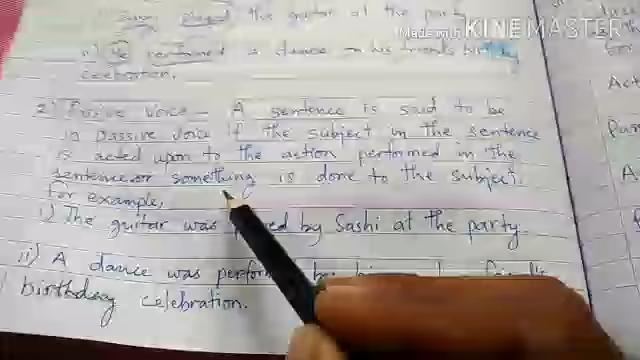 Made with KINEMASTER
played the guitar at the party
ii) He performed a dance on his friend's birthday
celebration.
2) Passive Voice - A sentence is said to be
in passive voice if the subject in the sentence
is acted upon to the action performed in the
sentence or something is done to the subject.
For example,
i) The guitar was played by Sashi at the party.
ii) A dance was perform by
birthday celebration.